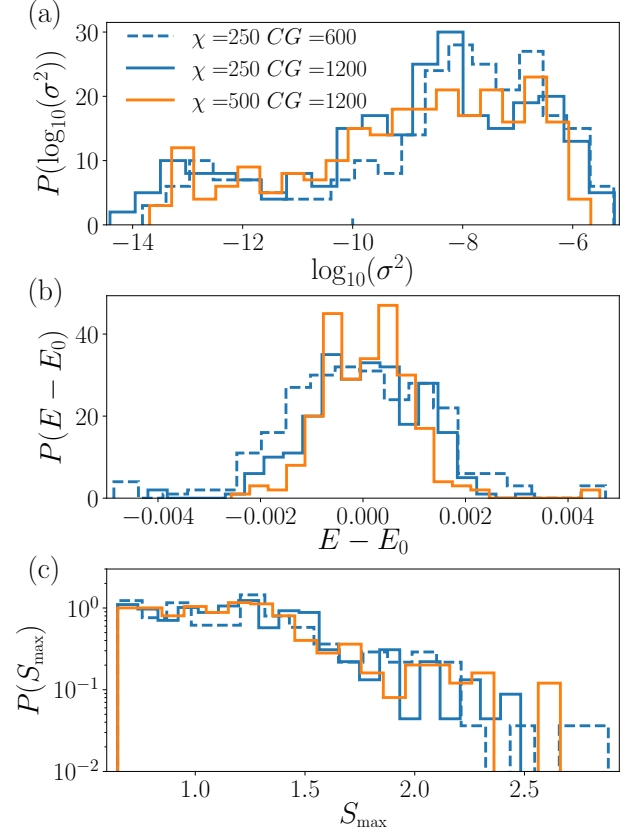 (a)
30
20
10
0
P(log₁₀(σ²))
χ =250 CG =600
χ =250 CG =1200
χ =500 CG =1200
−14 −12 −10 −8 −6
log₁₀(σ²)
(b)
40
20
0
P(E − E₀)
−0.004 −0.002 0.000 0.002 0.004
E − E₀
(c)
10⁰
10⁻¹
10⁻²
P(Sₘₐₓ)
1.0 1.5 2.0 2.5
Sₘₐₓ